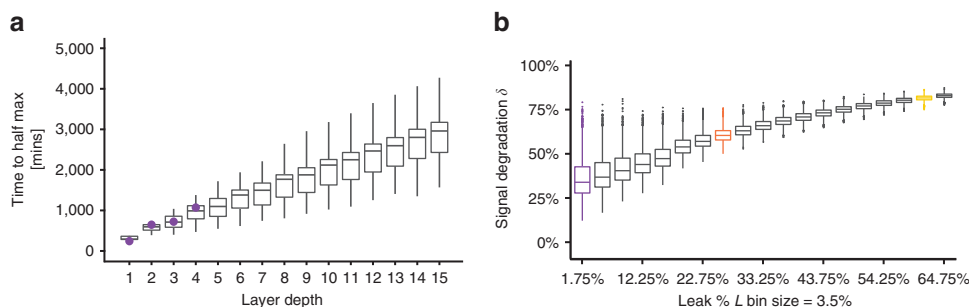 a
5,000
4,000
3,000
2,000
1,000
0
Time to half max
[mins]
1 2 3 4 5 6 7 8 9 10 11 12 13 14 15
Layer depth
b
100%
75%
50%
25%
0%
Signal degradation δ
1.75% 12.25% 22.75% 33.25% 43.75% 54.25% 64.75%
Leak % L bin size = 3.5%